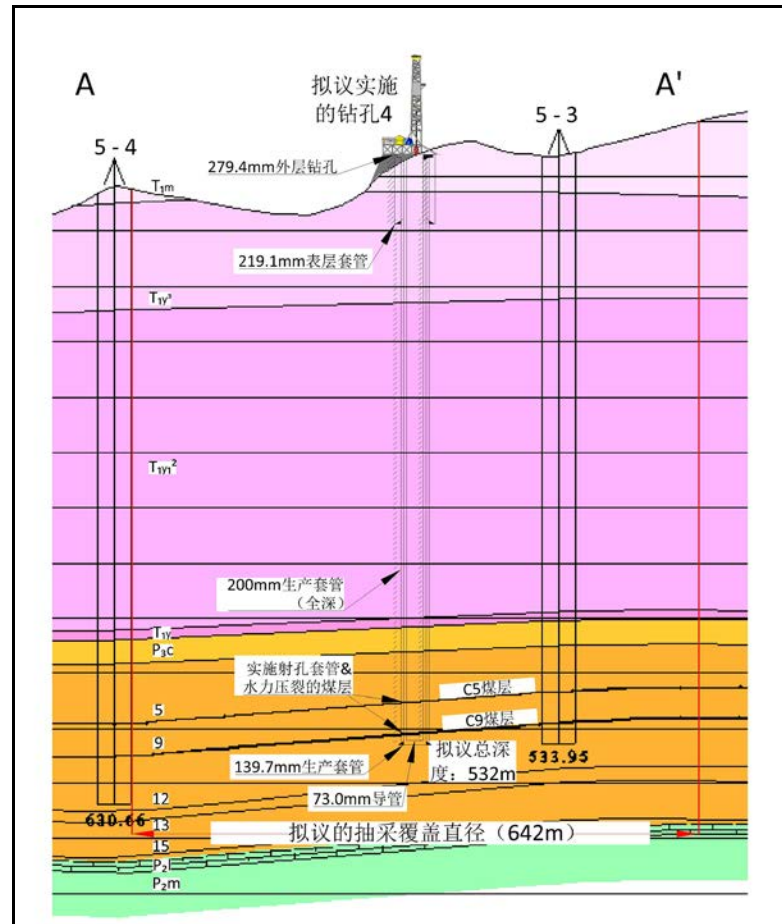 A
拟议实施
的钻孔4
A'
5 - 4
5 - 3
279.4mm外层钻孔
T₁m
219.1mm表层套管
T₁y³
T₁y₁²
200mm生产套管
（全深）
T₁y
P₃c
实施射孔套管&
水力压裂的煤层
C5煤层
5
C9煤层
9
拟议总深
度：532m
533.95
139.7mm生产套管
73.0mm导管
12
630.66
13
拟议的抽采覆盖直径（642m）
15
P₂l
P₂m